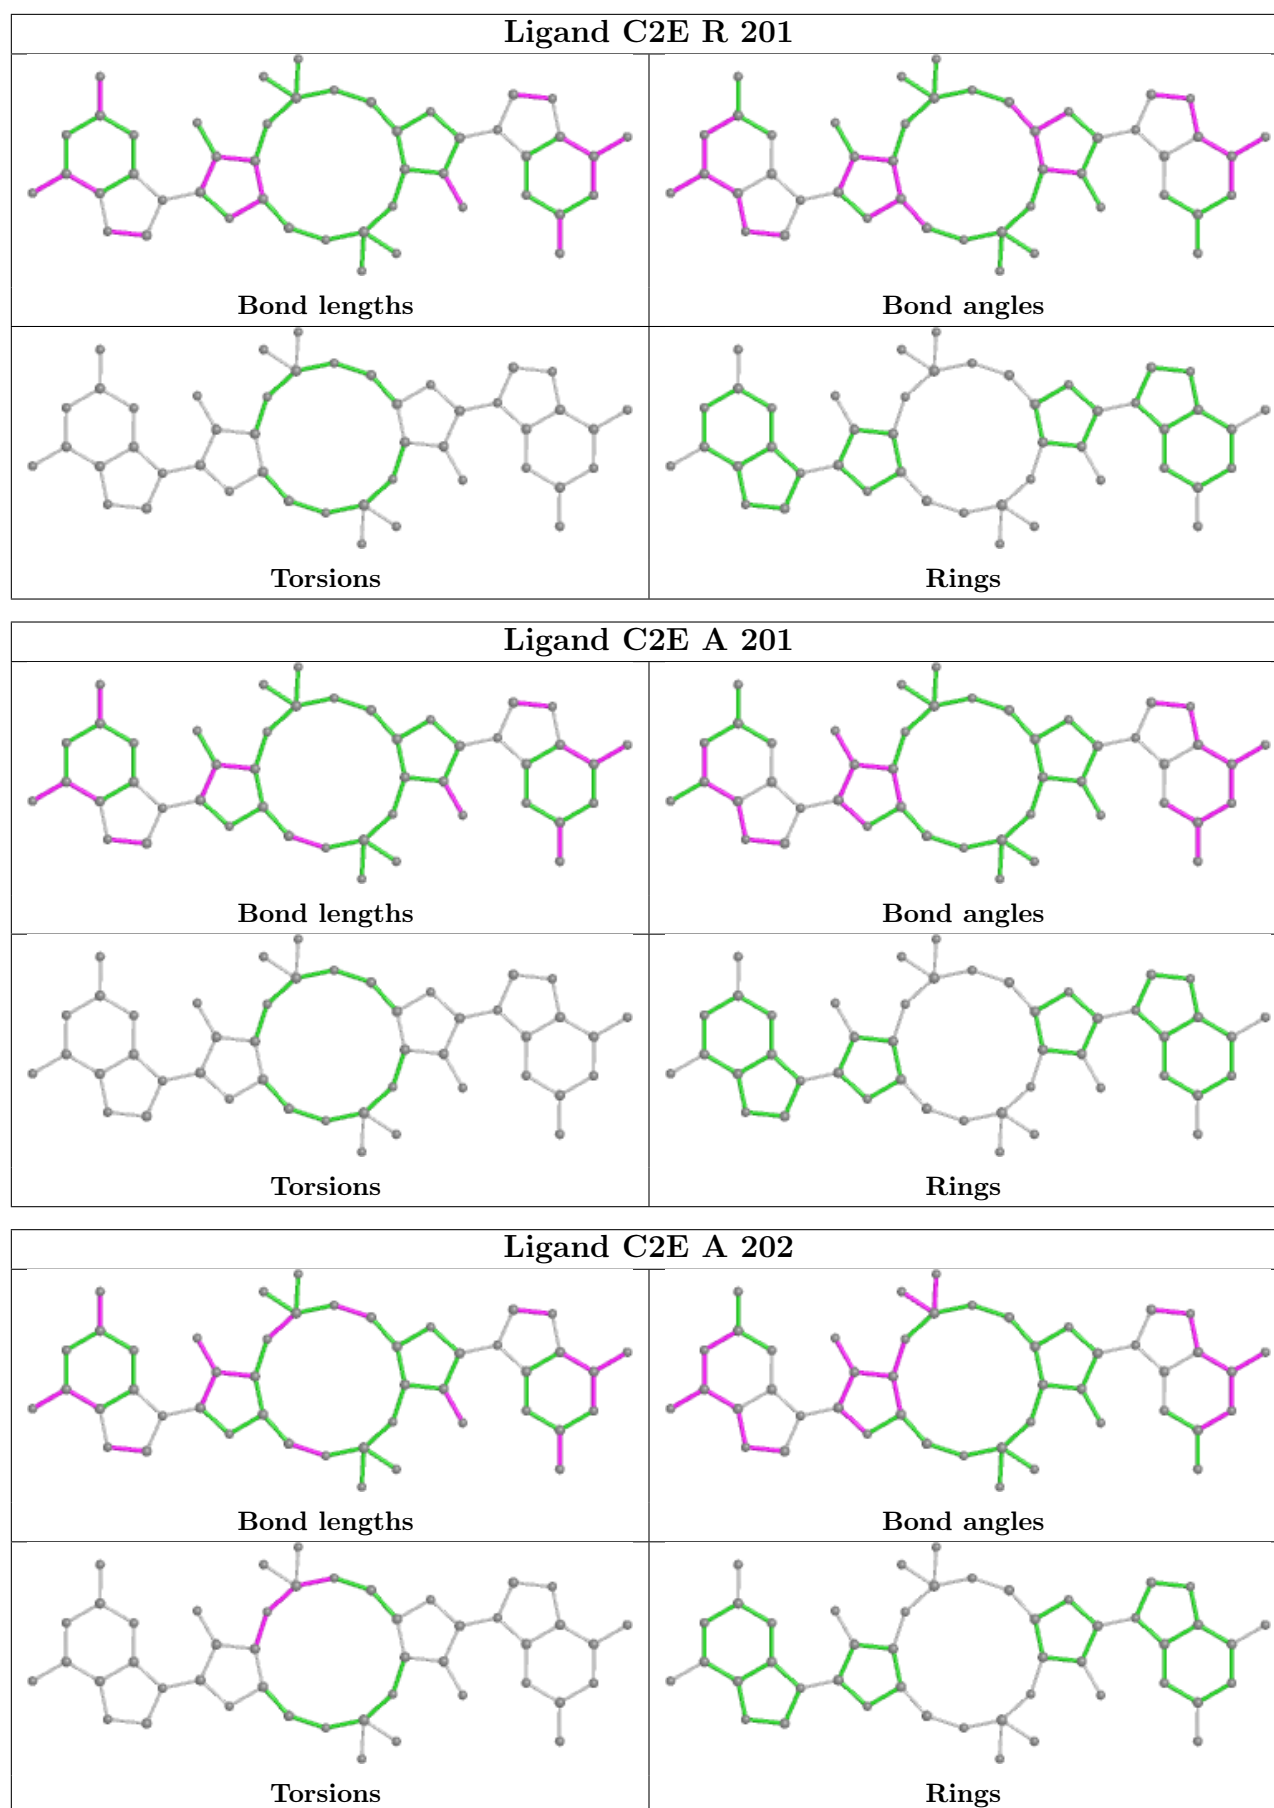 Ligand C2E R 201
Bond lengths
Bond angles
Torsions
Rings
Ligand C2E A 201
Bond lengths
Bond angles
Torsions
Rings
Ligand C2E A 202
Bond lengths
Bond angles
Torsions
Rings